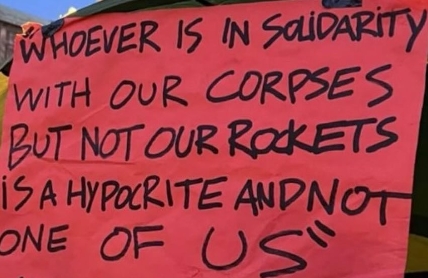 "WHOEVER IS IN SOLIDARITY
WITH OUR CORPSES
BUT NOT OUR ROCKETS
iS A HYPOCRITE AND NOT
ONE OF US"